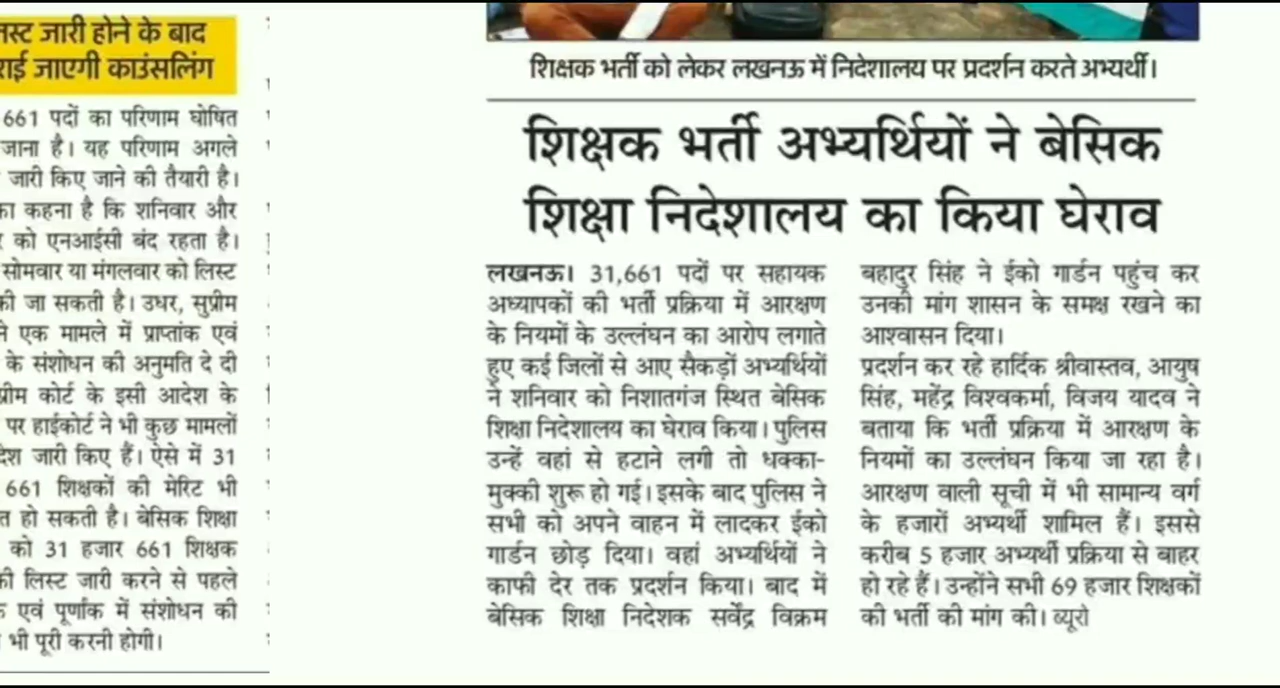 लिस्ट जारी होने के बाद
जाएगी काउंसलिंग
661 पदों का परिणाम घोषित
जाना है। यह परिणाम अगले
जारी किए जाने की तैयारी है।
का कहना है कि शनिवार और
को एनआईसी बंद रहता है।
सोमवार या मंगलवार को लिस्ट
की जा सकती है। उधर, सुप्रीम
ने एक मामले में प्राप्तांक एवं
के संशोधन की अनुमति दे दी
कोर्ट के इसी आदेश के
पर हाईकोर्ट ने भी कुछ मामलों
जारी किए हैं। ऐसे में 31
661 शिक्षकों की मेरिट भी
हो सकती है। बेसिक शिक्षा
को 31 हजार 661 शिक्षक
की लिस्ट जारी करने से पहले
एवं पूर्णांक में संशोधन की
भी पूरी करनी होगी।
शिक्षक भर्ती को लेकर लखनऊ में निदेशालय पर प्रदर्शन करते अभ्यर्थी।
शिक्षक भर्ती अभ्यर्थियों ने बेसिक
शिक्षा निदेशालय का किया घेराव
लखनऊ। 31,661 पदों पर सहायक
अध्यापकों की भर्ती प्रक्रिया में आरक्षण
के नियमों के उल्लंघन का आरोप लगाते
हुए कई जिलों से आए सैकड़ों अभ्यर्थियों
ने शनिवार को निशातगंज स्थित बेसिक
शिक्षा निदेशालय का घेराव किया। पुलिस
उन्हें वहां से हटाने लगी तो धक्का-
मुक्की शुरू हो गई। इसके बाद पुलिस ने
सभी को अपने वाहन में लादकर ईको
गार्डन छोड़ दिया। वहां अभ्यर्थियों ने
काफी देर तक प्रदर्शन किया। बाद में
बेसिक शिक्षा निदेशक सर्वेंद्र विक्रम
बहादुर सिंह ने ईको गार्डन पहुंच कर
उनकी मांग शासन के समक्ष रखने का
आश्वासन दिया।
प्रदर्शन कर रहे हार्दिक श्रीवास्तव, आयुष
सिंह, महेंद्र विश्वकर्मा, विजय यादव ने
बताया कि भर्ती प्रक्रिया में आरक्षण के
नियमों का उल्लंघन किया जा रहा है।
आरक्षण वाली सूची में भी सामान्य वर्ग
के हजारों अभ्यर्थी शामिल हैं। इससे
करीब 5 हजार अभ्यर्थी प्रक्रिया से बाहर
हो रहे हैं। उन्होंने सभी 69 हजार शिक्षकों
की भर्ती की मांग की। ब्यूरो